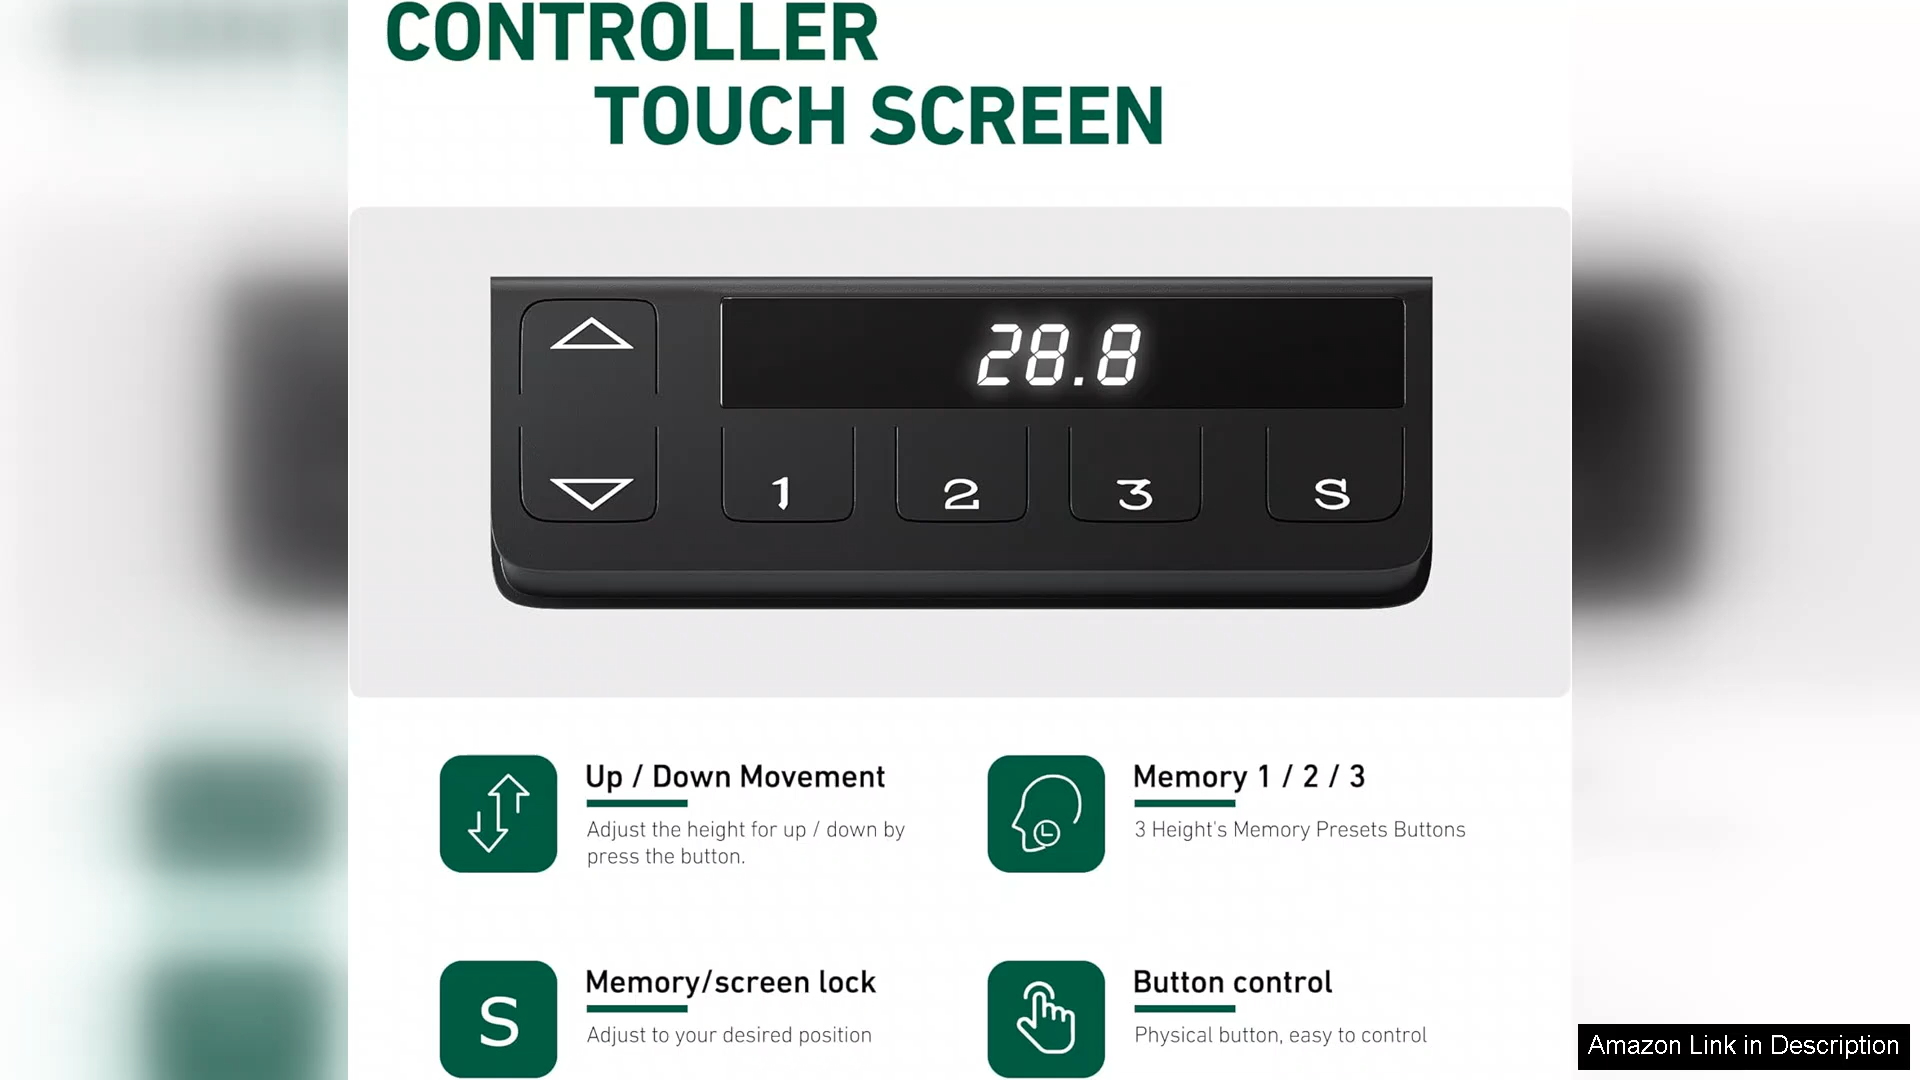 CONTROLLER
TOUCH SCREEN
28.8
1 2 3 S
Up / Down Movement
Adjust the height for up / down by
press the button.
Memory 1 / 2 / 3
3 Height's Memory Presets Buttons
S
Memory/screen lock
Adjust to your desired position
Button control
Physical button, easy to control
Amazon Link in Description